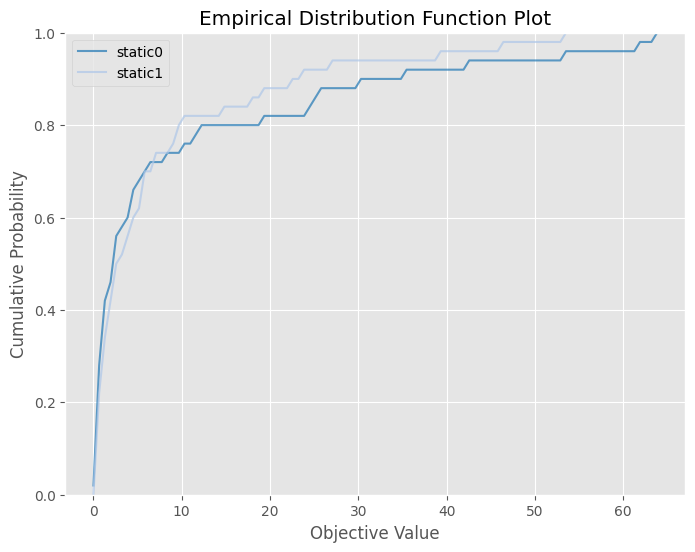 Empirical Distribution Function Plot
static0
static1
Cumulative Probability
1.0
0.8
0.6
0.4
0.2
0.0
0 10 20 30 40 50 60
Objective Value